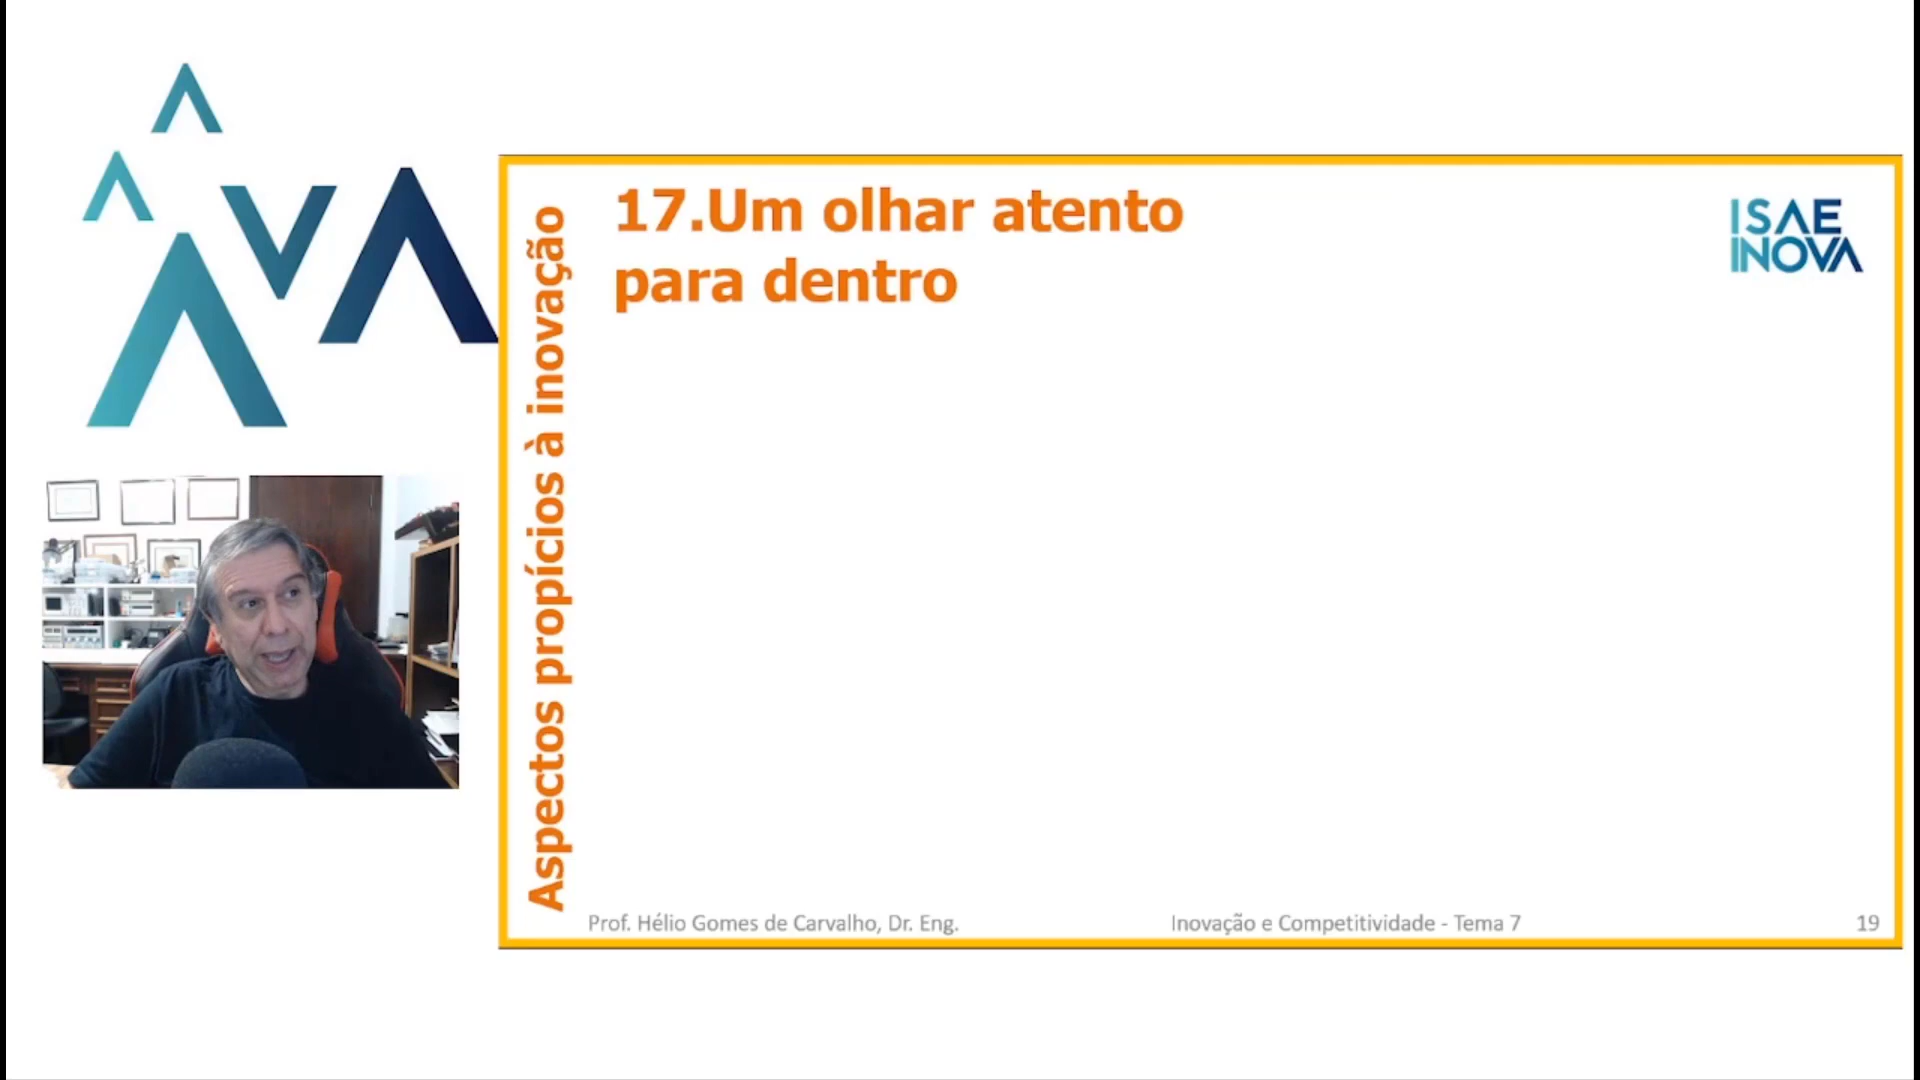 17.Um olhar atento
para dentro
ISAE
INOVA
Aspectos propícios à inovação
Prof. Hélio Gomes de Carvalho, Dr. Eng.
Inovação e Competitividade - Tema 7
19